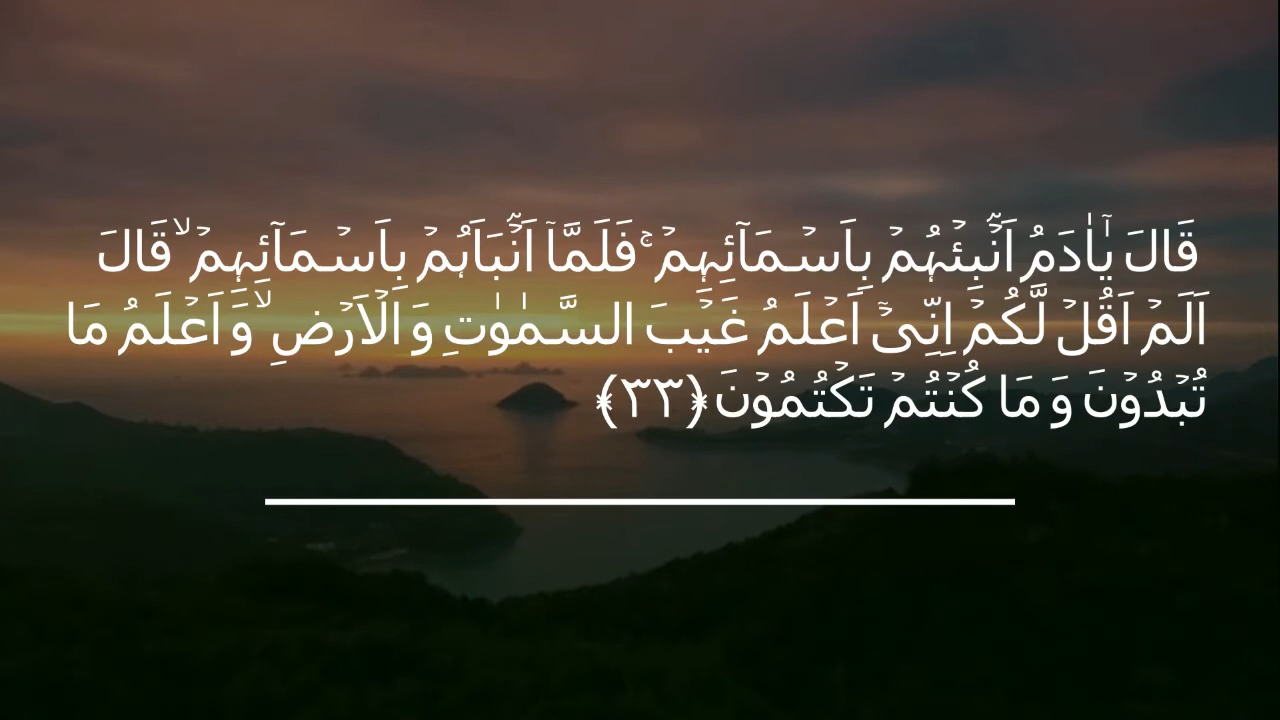 قَالَ يٰۤاٰدَمُ اَنْۢبِئْہُمْ بِاَسْمَآئِہِمْ ۚ فَلَمَّاۤ اَنْۢبَاَہُمْ بِاَسْمَآئِہِمْ ۙ قَالَ
اَلَمْ اَقُلْ لَّكُمْ اِنِّیْۤ اَعْلَمُ غَیْبَ السَّمٰوٰتِ وَ الْاَرْضِ ۙ وَ اَعْلَمُ مَا
تُبْدُوْنَ وَ مَا كُنْتُمْ تَكْتُمُوْنَ ﴿٣٣﴾